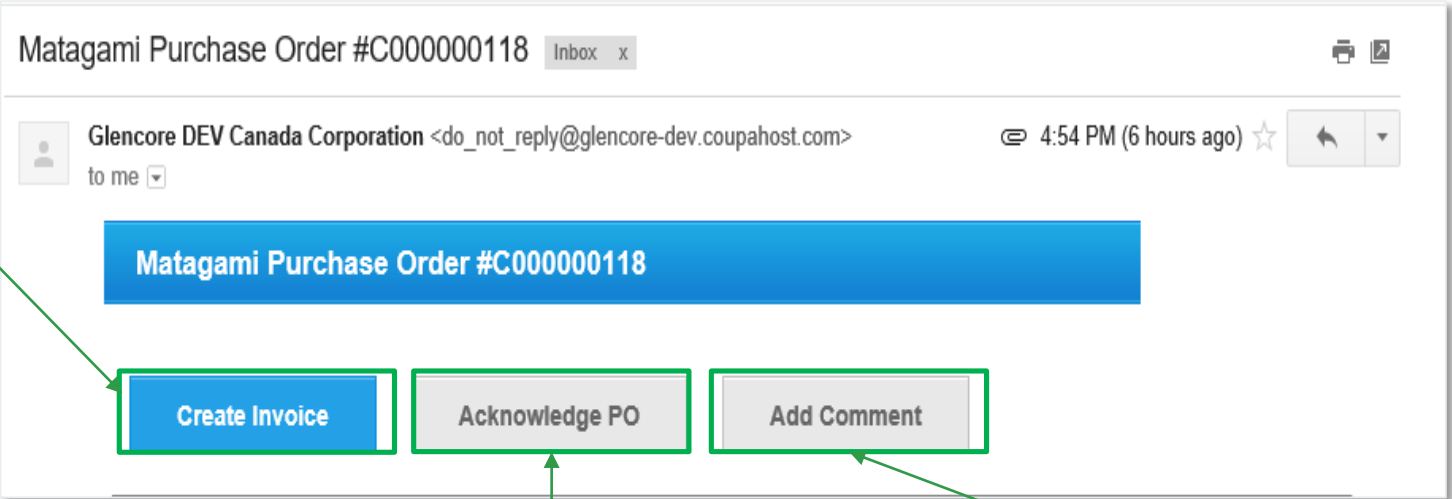 Matagami Purchase Order #C000000118 Inbox x
Glencore DEV Canada Corporation <do_not_reply@glencore-dev.coupahost.com> 4:54 PM (6 hours ago)
to me
Matagami Purchase Order #C000000118
Create Invoice Acknowledge PO Add Comment